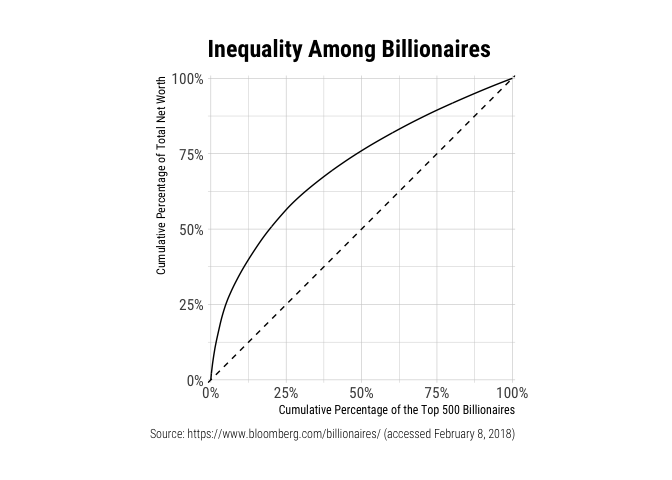 Inequality Among Billionaires
Cumulative Percentage of Total Net Worth
100%
75%
50%
25%
0%
0% 25% 50% 75% 100%
Cumulative Percentage of the Top 500 Billionaires
Source: https://www.bloomberg.com/billionaires/ (accessed February 8, 2018)